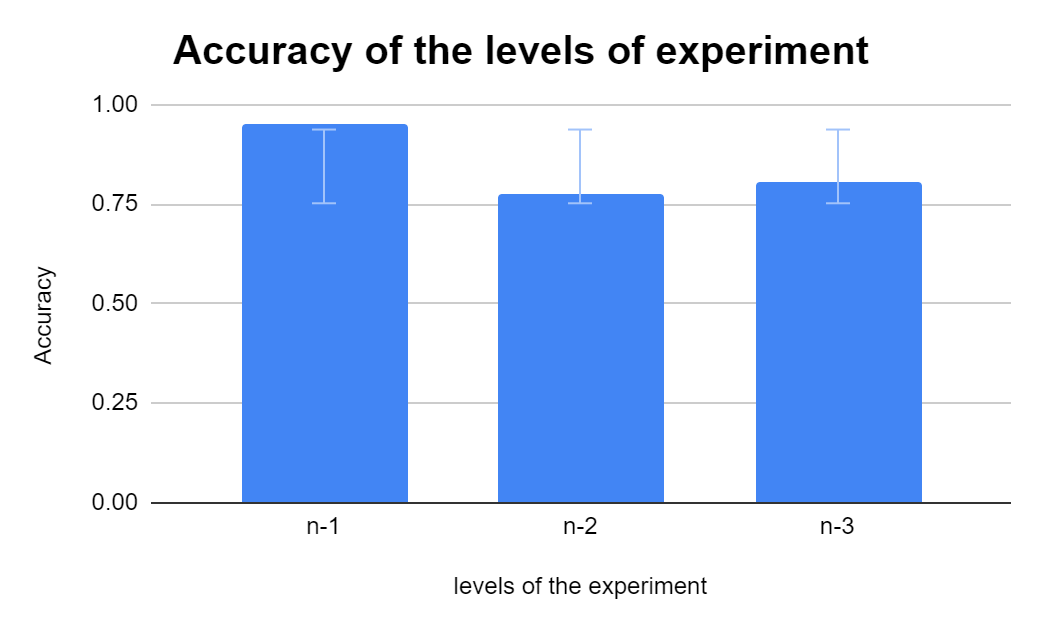 Accuracy of the levels of experiment
1.00
0.75
0.50
0.25
0.00
Accuracy
n-1
n-2
n-3
levels of the experiment